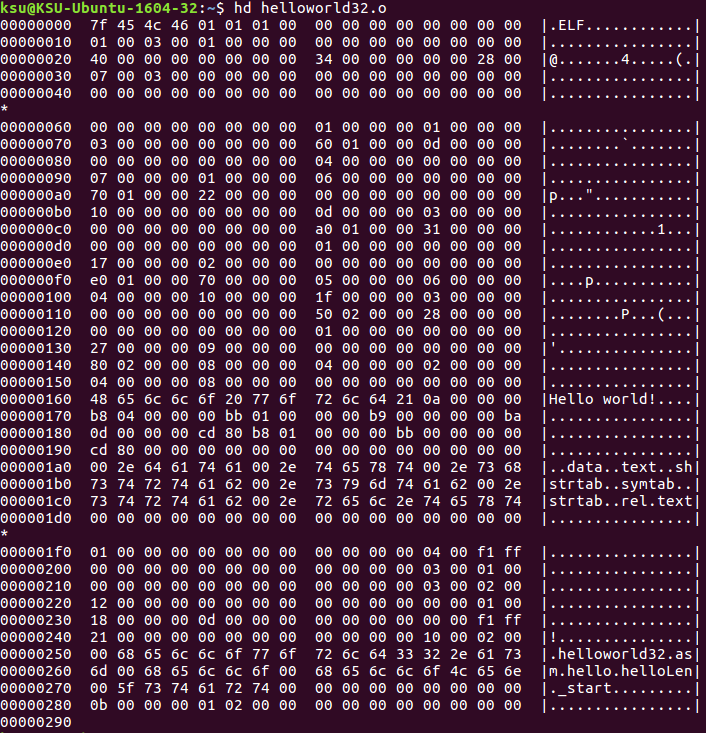 ksu@KSU-Ubuntu-1604-32:~$ hd helloworld32.o
00000000  7f 45 4c 46 01 01 01 00  00 00 00 00 00 00 00 00  |.ELF............|
00000010  01 00 03 00 01 00 00 00  00 00 00 00 00 00 00 00  |................|
00000020  40 00 00 00 00 00 00 00  34 00 00 00 00 00 28 00  |@.......4.....(.|
00000030  07 00 03 00 00 00 00 00  00 00 00 00 00 00 00 00  |................|
00000040  00 00 00 00 00 00 00 00  00 00 00 00 00 00 00 00  |................|
*
00000060  00 00 00 00 00 00 00 00  01 00 00 00 01 00 00 00  |................|
00000070  03 00 00 00 00 00 00 00  60 01 00 00 0d 00 00 00  |........`.......|
00000080  00 00 00 00 00 00 00 00  04 00 00 00 00 00 00 00  |................|
00000090  07 00 00 00 01 00 00 00  06 00 00 00 00 00 00 00  |................|
000000a0  70 01 00 00 22 00 00 00  00 00 00 00 00 00 00 00  |p..."...........|
000000b0  10 00 00 00 00 00 00 00  0d 00 00 00 03 00 00 00  |................|
000000c0  00 00 00 00 00 00 00 00  a0 01 00 00 31 00 00 00  |............1...|
000000d0  00 00 00 00 00 00 00 00  01 00 00 00 00 00 00 00  |................|
000000e0  17 00 00 00 02 00 00 00  00 00 00 00 00 00 00 00  |................|
000000f0  e0 01 00 00 70 00 00 00  05 00 00 00 06 00 00 00  |....p...........|
00000100  04 00 00 00 10 00 00 00  1f 00 00 00 03 00 00 00  |................|
00000110  00 00 00 00 00 00 00 00  50 02 00 00 28 00 00 00  |........P...(...|
00000120  00 00 00 00 00 00 00 00  01 00 00 00 00 00 00 00  |................|
00000130  27 00 00 00 09 00 00 00  00 00 00 00 00 00 00 00  |'...............|
00000140  80 02 00 00 08 00 00 00  04 00 00 00 02 00 00 00  |................|
00000150  04 00 00 00 08 00 00 00  00 00 00 00 00 00 00 00  |................|
00000160  48 65 6c 6c 6f 20 77 6f  72 6c 64 21 0a 00 00 00  |Hello world!....|
00000170  b8 04 00 00 00 bb 01 00  00 00 b9 00 00 00 00 ba  |................|
00000180  0d 00 00 00 cd 80 b8 01  00 00 00 bb 00 00 00 00  |................|
00000190  cd 80 00 00 00 00 00 00  00 00 00 00 00 00 00 00  |................|
000001a0  00 2e 64 61 74 61 00 2e  74 65 78 74 00 2e 73 68  |..data..text..sh|
000001b0  73 74 72 74 61 62 00 2e  73 79 6d 74 61 62 00 2e  |strtab..symtab..|
000001c0  73 74 72 74 61 62 00 2e  72 65 6c 2e 74 65 78 74  |strtab..rel.text|
000001d0  00 00 00 00 00 00 00 00  00 00 00 00 00 00 00 00  |................|
*
000001f0  01 00 00 00 00 00 00 00  00 00 00 00 04 00 f1 ff  |................|
00000200  00 00 00 00 00 00 00 00  00 00 00 00 03 00 01 00  |................|
00000210  00 00 00 00 00 00 00 00  00 00 00 00 03 00 02 00  |................|
00000220  12 00 00 00 00 00 00 00  00 00 00 00 00 00 01 00  |................|
00000230  18 00 00 00 0d 00 00 00  00 00 00 00 00 00 f1 ff  |................|
00000240  21 00 00 00 00 00 00 00  00 00 00 00 10 00 02 00  |!...............|
00000250  00 68 65 6c 6c 6f 77 6f  72 6c 64 33 32 2e 61 73  |.helloworld32.as|
00000260  6d 00 68 65 6c 6c 6f 00  68 65 6c 6c 6f 4c 65 6e  |m.hello.helloLen|
00000270  00 5f 73 74 61 72 74 00  00 00 00 00 00 00 00 00  |._start.........|
00000280  0b 00 00 00 01 02 00 00  00 00 00 00 00 00 00 00  |................|
00000290